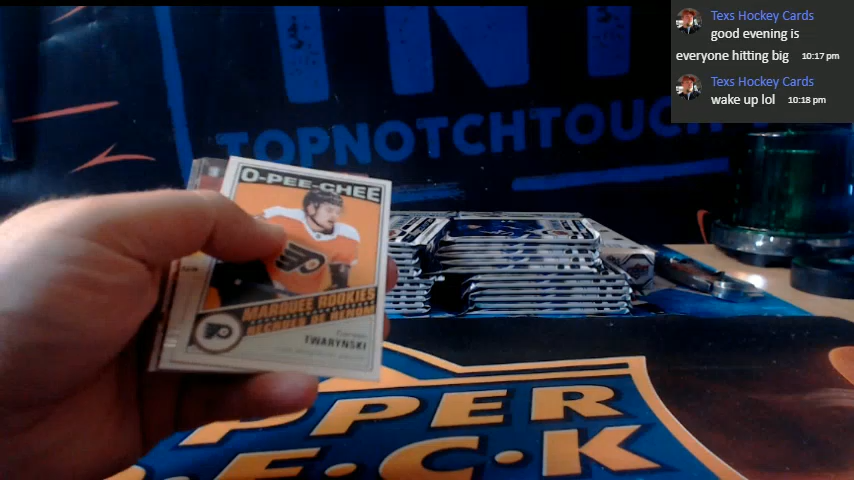 Texs Hockey Cards
good evening is
everyone hitting big 10:17 pm
Texs Hockey Cards
wake up lol 10:18 pm
TNT
TOPNOTCHTOUCH
O-PEE-CHEE
MARQUEE ROOKIES
TWARYNSKI
PPER
E·C·K